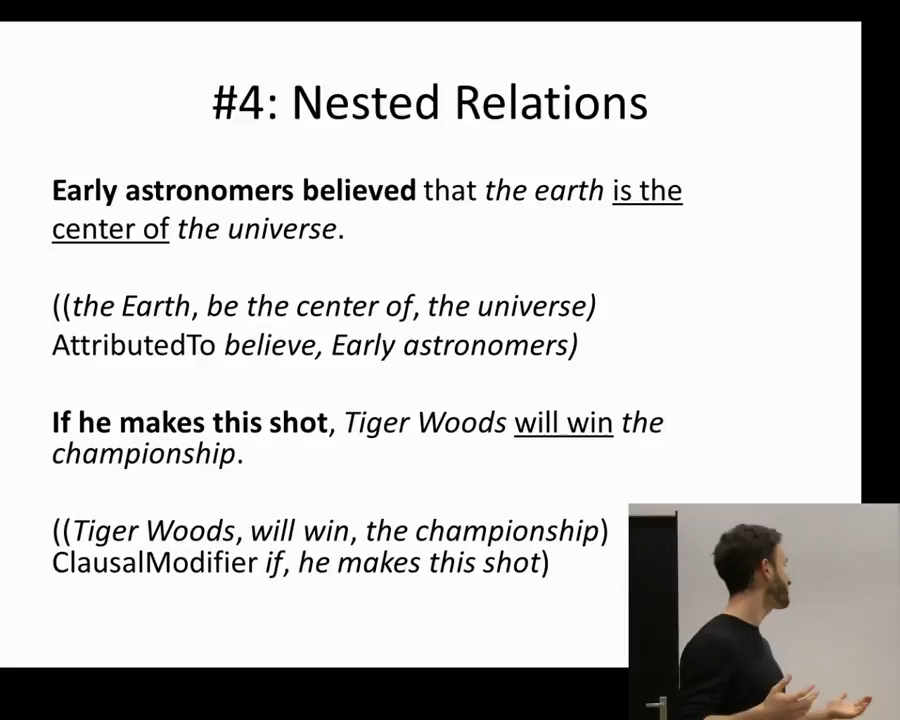 #4: Nested Relations
Early astronomers believed that the earth is the
center of the universe.
((the Earth, be the center of, the universe)
AttributedTo believe, Early astronomers)
If he makes this shot, Tiger Woods will win the
championship.
((Tiger Woods, will win, the championship)
ClausalModifier if, he makes this shot)